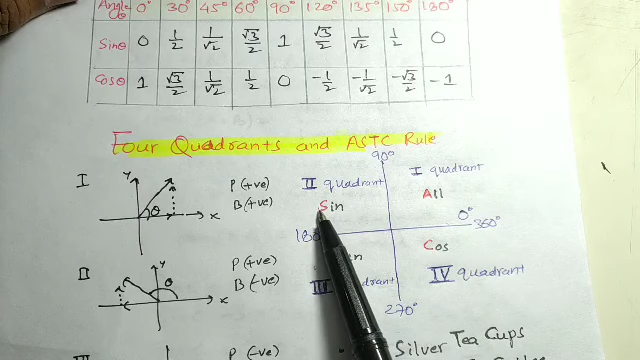 Angle θ 0° 30° 45° 60° 90° 120° 135° 150° 180°
Sinθ 0 1/2 1/√2 √3/2 1 √3/2 1/√2 1/2 0
Cosθ 1 √3/2 1/√2 1/2 0 -1/2 -1/√2 -√3/2 -1
Four Quadrants and ASTC Rule
90°
I Y P(+ve) II quadrant I quadrant
θ X B(+ve) Sin All
0° 360°
II Y θ X P(+ve) Cos
B(-ve) III IV quadrant
270°
III P(-ve) Silver Tea Cups